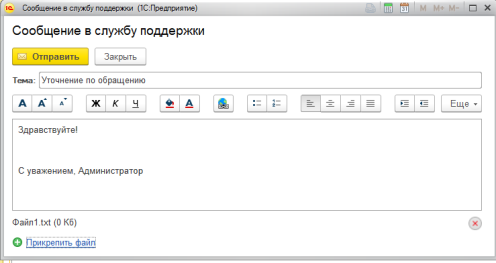 Сообщение в службу поддержки (1С:Предприятие)
M M+ M-
Сообщение в службу поддержки
Отправить Закрыть
Тема: Уточнение по обращению
A A A Ж К Ч A Еще
Здравствуйте!
С уважением, Администратор
Файл1.txt (0 Кб)
Прикрепить файл